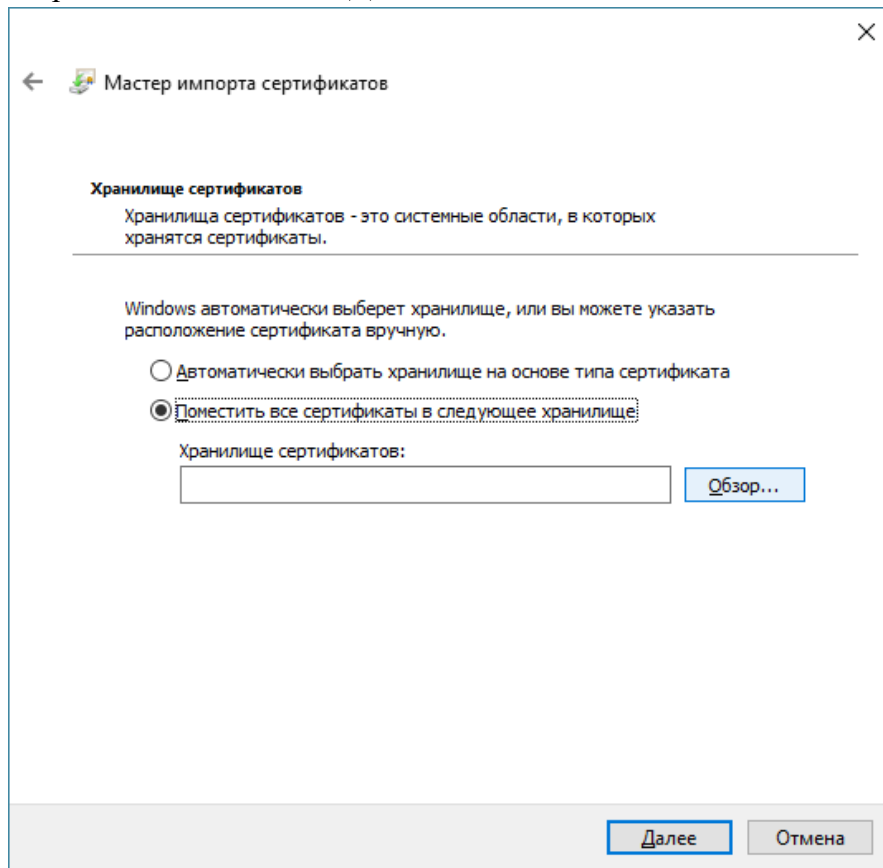 Мастер импорта сертификатов
Хранилище сертификатов
Хранилища сертификатов - это системные области, в которых
хранятся сертификаты.
Windows автоматически выберет хранилище, или вы можете указать
расположение сертификата вручную.
Автоматически выбрать хранилище на основе типа сертификата
Поместить все сертификаты в следующее хранилище
Хранилище сертификатов:
Обзор...
Далее
Отмена